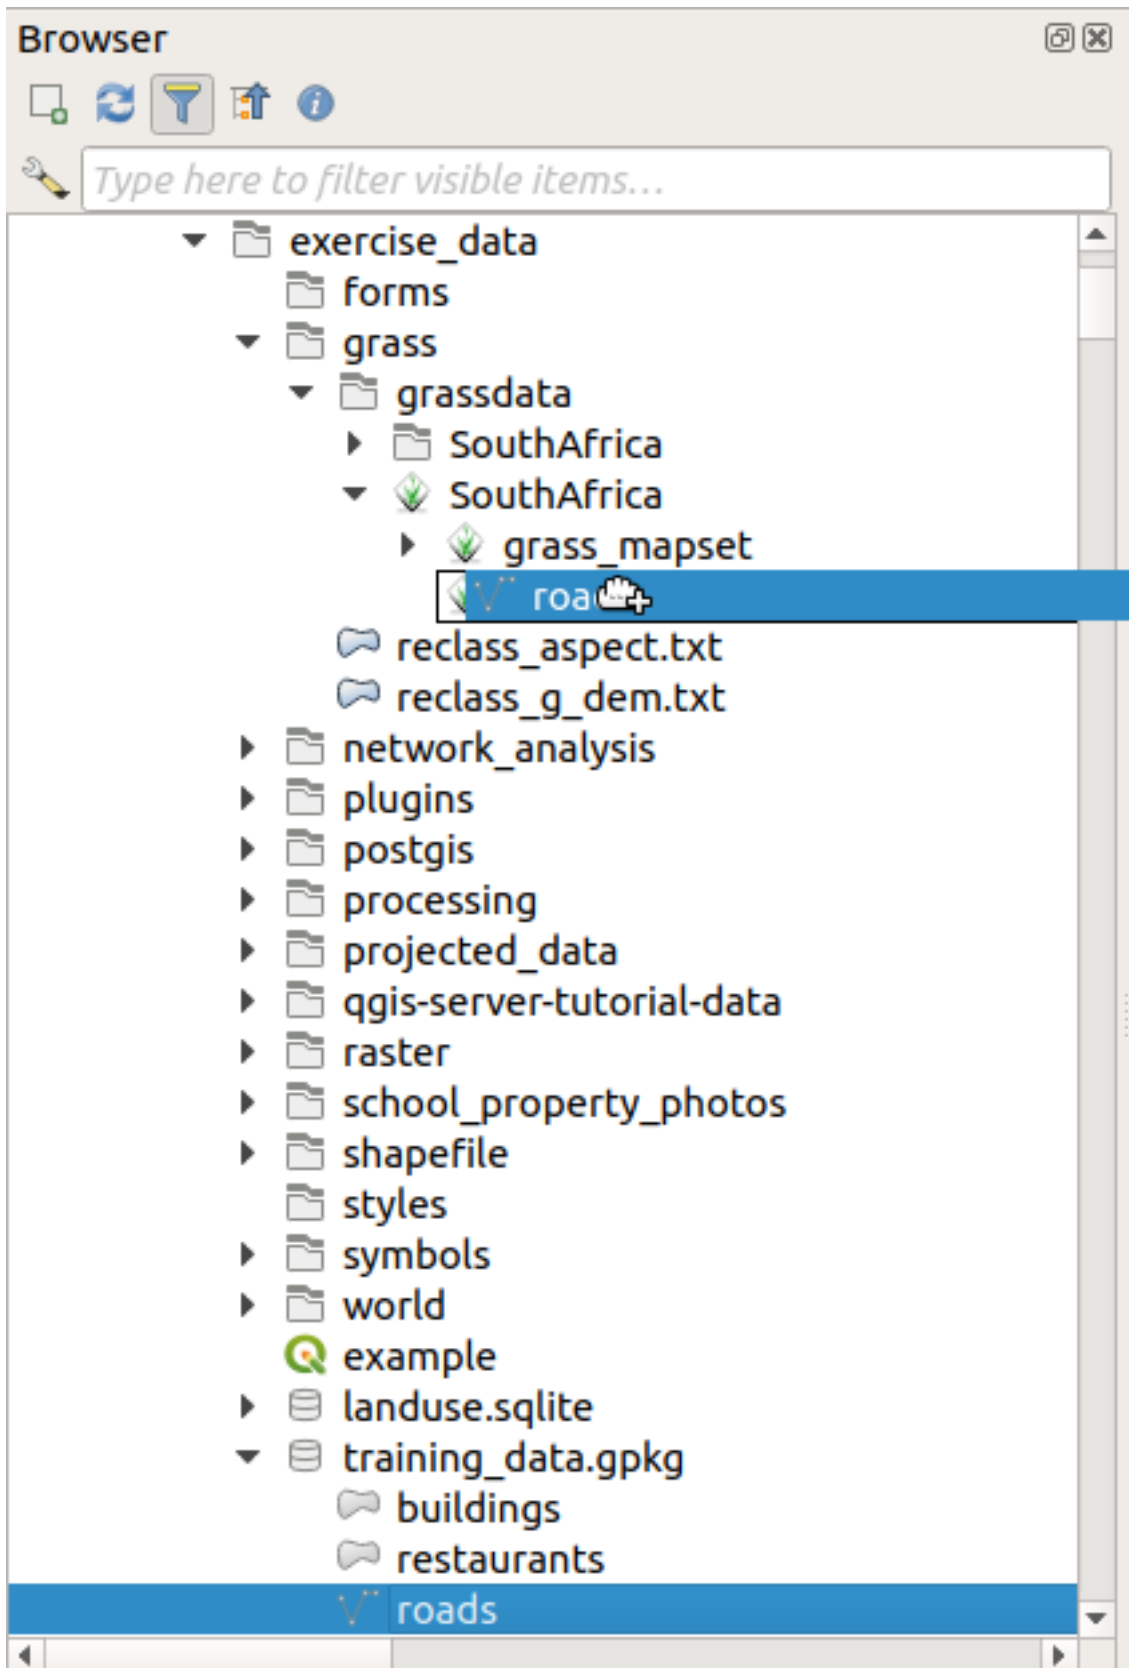 Browser
Type here to filter visible items...
exercise_data
forms
grass
grassdata
SouthAfrica
SouthAfrica
grass_mapset
reclass_aspect.txt
reclass_g_dem.txt
network_analysis
plugins
postgis
processing
projected_data
qgis-server-tutorial-data
raster
school_property_photos
shapefile
styles
symbols
world
example
landuse.sqlite
training_data.gpkg
buildings
restaurants
roads